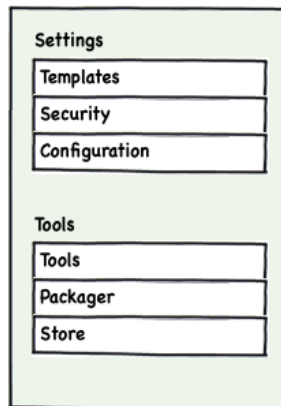 Settings
Templates
Security
Configuration
Tools
Tools
Packager
Store